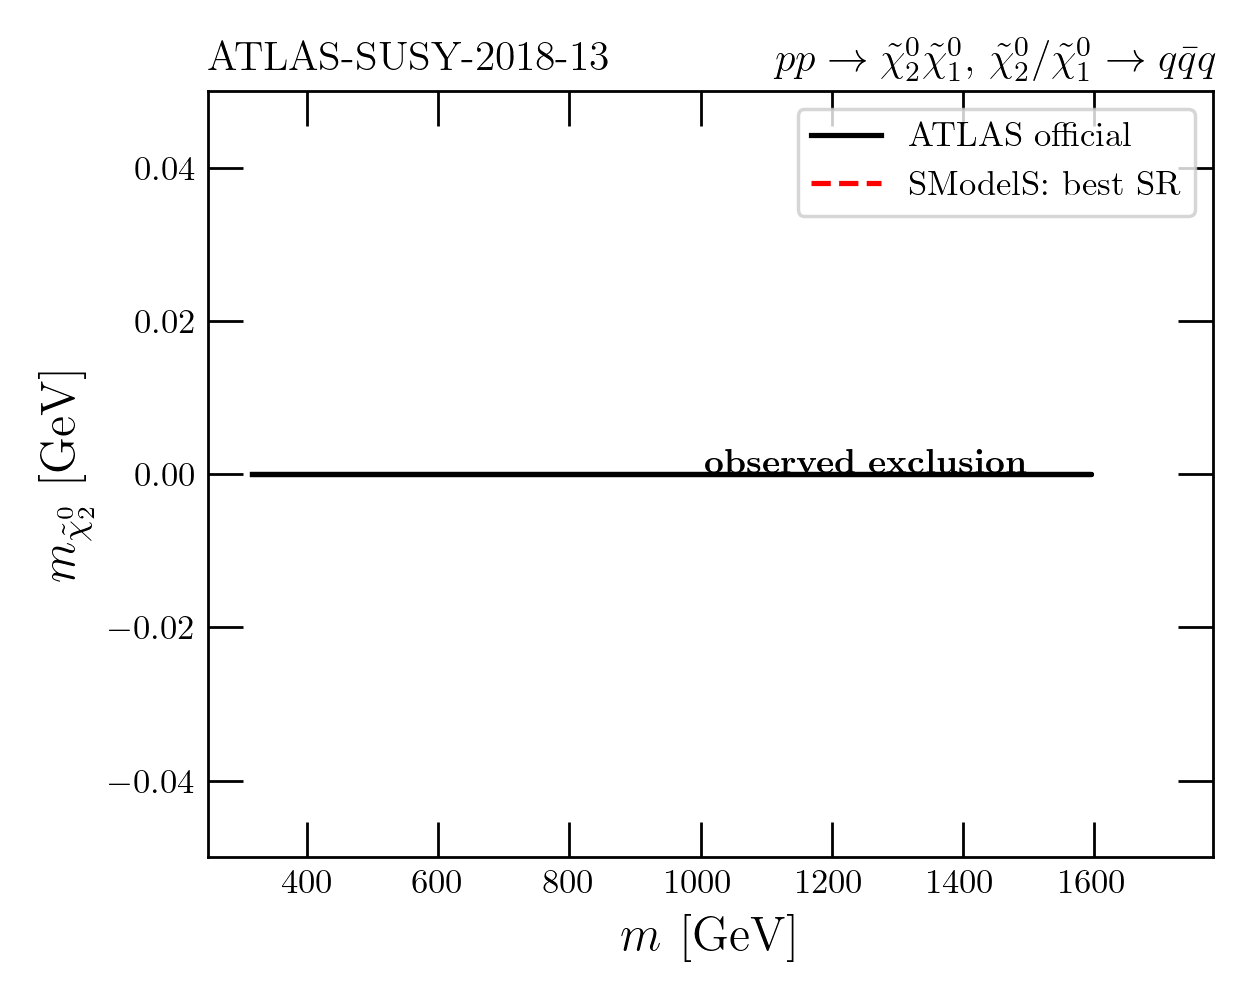 ATLAS-SUSY-2018-13
pp → χ̃⁰₂χ̃⁰₁, χ̃⁰₂/χ̃⁰₁ → qq̄q
ATLAS official
SModelS: best SR
0.04
0.02
0.00
−0.02
−0.04
m_χ̃⁰₂ [GeV]
observed exclusion
400 600 800 1000 1200 1400 1600
m [GeV]